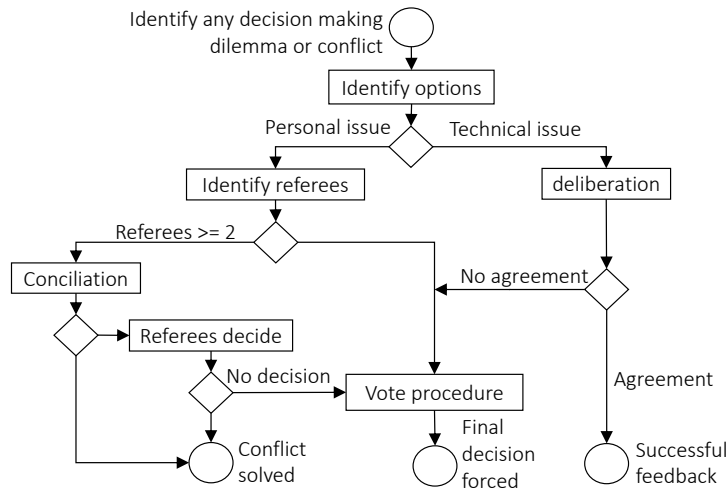 Identify any decision making
dilemma or conflict
Identify options
Personal issue
Technical issue
Identify referees
deliberation
Referees >= 2
Conciliation
No agreement
Referees decide
No decision
Vote procedure
Agreement
Conflict
solved
Final
decision
forced
Successful
feedback